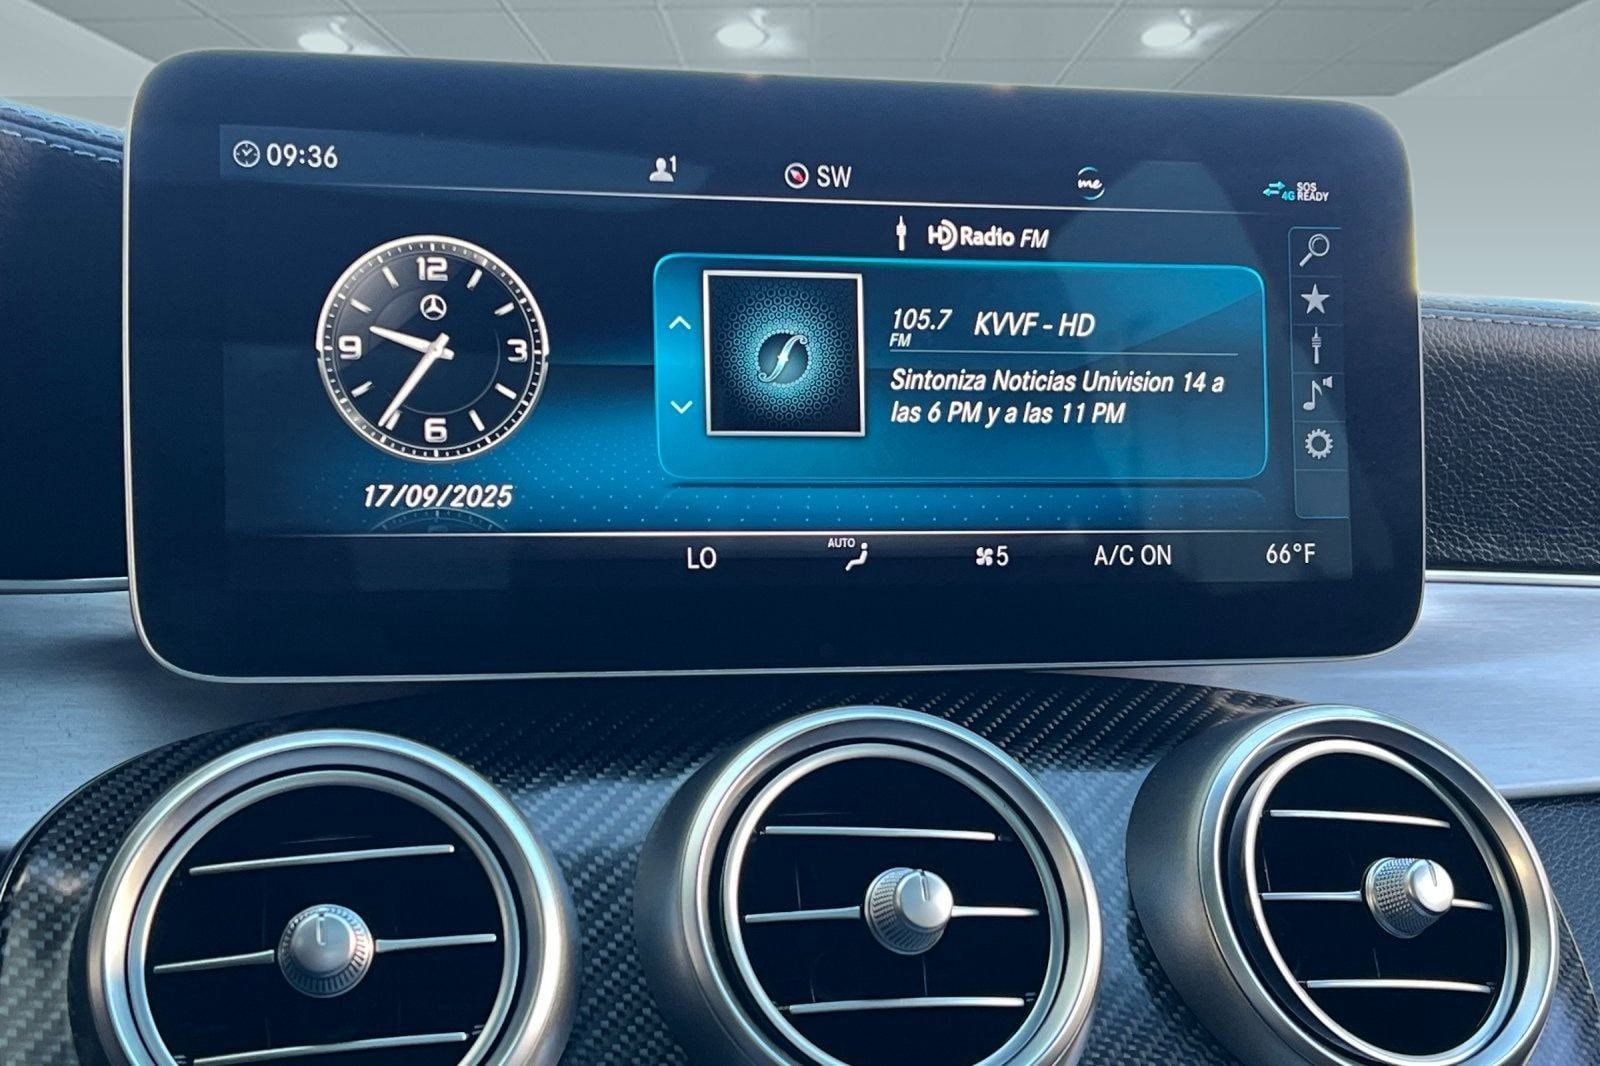 09:36
1
SW
me
4G SOS READY
HD Radio FM
12
3
6
9
17/09/2025
105.7 FM KVVF - HD
Sintoniza Noticias Univision 14 a
las 6 PM y a las 11 PM
LO
AUTO
5
A/C ON
66°F